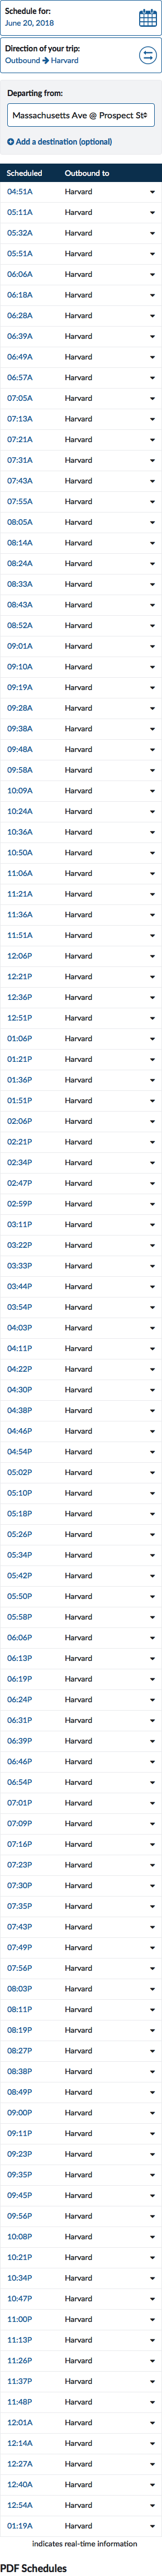 Schedule for:
June 20, 2018
Direction of your trip:
Outbound → Harvard
Departing from:
Massachusetts Ave @ Prospect St
Add a destination (optional)
Scheduled Outbound to
04:51A Harvard
05:11A Harvard
05:32A Harvard
05:51A Harvard
06:06A Harvard
06:18A Harvard
06:28A Harvard
06:39A Harvard
06:49A Harvard
06:57A Harvard
07:05A Harvard
07:13A Harvard
07:21A Harvard
07:31A Harvard
07:43A Harvard
07:55A Harvard
08:05A Harvard
08:14A Harvard
08:24A Harvard
08:33A Harvard
08:43A Harvard
08:52A Harvard
09:01A Harvard
09:10A Harvard
09:19A Harvard
09:28A Harvard
09:38A Harvard
09:48A Harvard
09:58A Harvard
10:09A Harvard
10:24A Harvard
10:36A Harvard
10:50A Harvard
11:06A Harvard
11:21A Harvard
11:36A Harvard
11:51A Harvard
12:06P Harvard
12:21P Harvard
12:36P Harvard
12:51P Harvard
01:06P Harvard
01:21P Harvard
01:36P Harvard
01:51P Harvard
02:06P Harvard
02:21P Harvard
02:34P Harvard
02:47P Harvard
02:59P Harvard
03:11P Harvard
03:22P Harvard
03:33P Harvard
03:44P Harvard
03:54P Harvard
04:03P Harvard
04:11P Harvard
04:22P Harvard
04:30P Harvard
04:38P Harvard
04:46P Harvard
04:54P Harvard
05:02P Harvard
05:10P Harvard
05:18P Harvard
05:26P Harvard
05:34P Harvard
05:42P Harvard
05:50P Harvard
05:58P Harvard
06:06P Harvard
06:13P Harvard
06:19P Harvard
06:24P Harvard
06:31P Harvard
06:39P Harvard
06:46P Harvard
06:54P Harvard
07:01P Harvard
07:09P Harvard
07:16P Harvard
07:23P Harvard
07:30P Harvard
07:35P Harvard
07:43P Harvard
07:49P Harvard
07:56P Harvard
08:03P Harvard
08:11P Harvard
08:19P Harvard
08:27P Harvard
08:38P Harvard
08:49P Harvard
09:00P Harvard
09:11P Harvard
09:23P Harvard
09:35P Harvard
09:45P Harvard
09:56P Harvard
10:08P Harvard
10:21P Harvard
10:34P Harvard
10:47P Harvard
11:00P Harvard
11:13P Harvard
11:26P Harvard
11:37P Harvard
11:48P Harvard
12:01A Harvard
12:14A Harvard
12:27A Harvard
12:40A Harvard
12:54A Harvard
01:19A Harvard
indicates real-time information
PDF Schedules